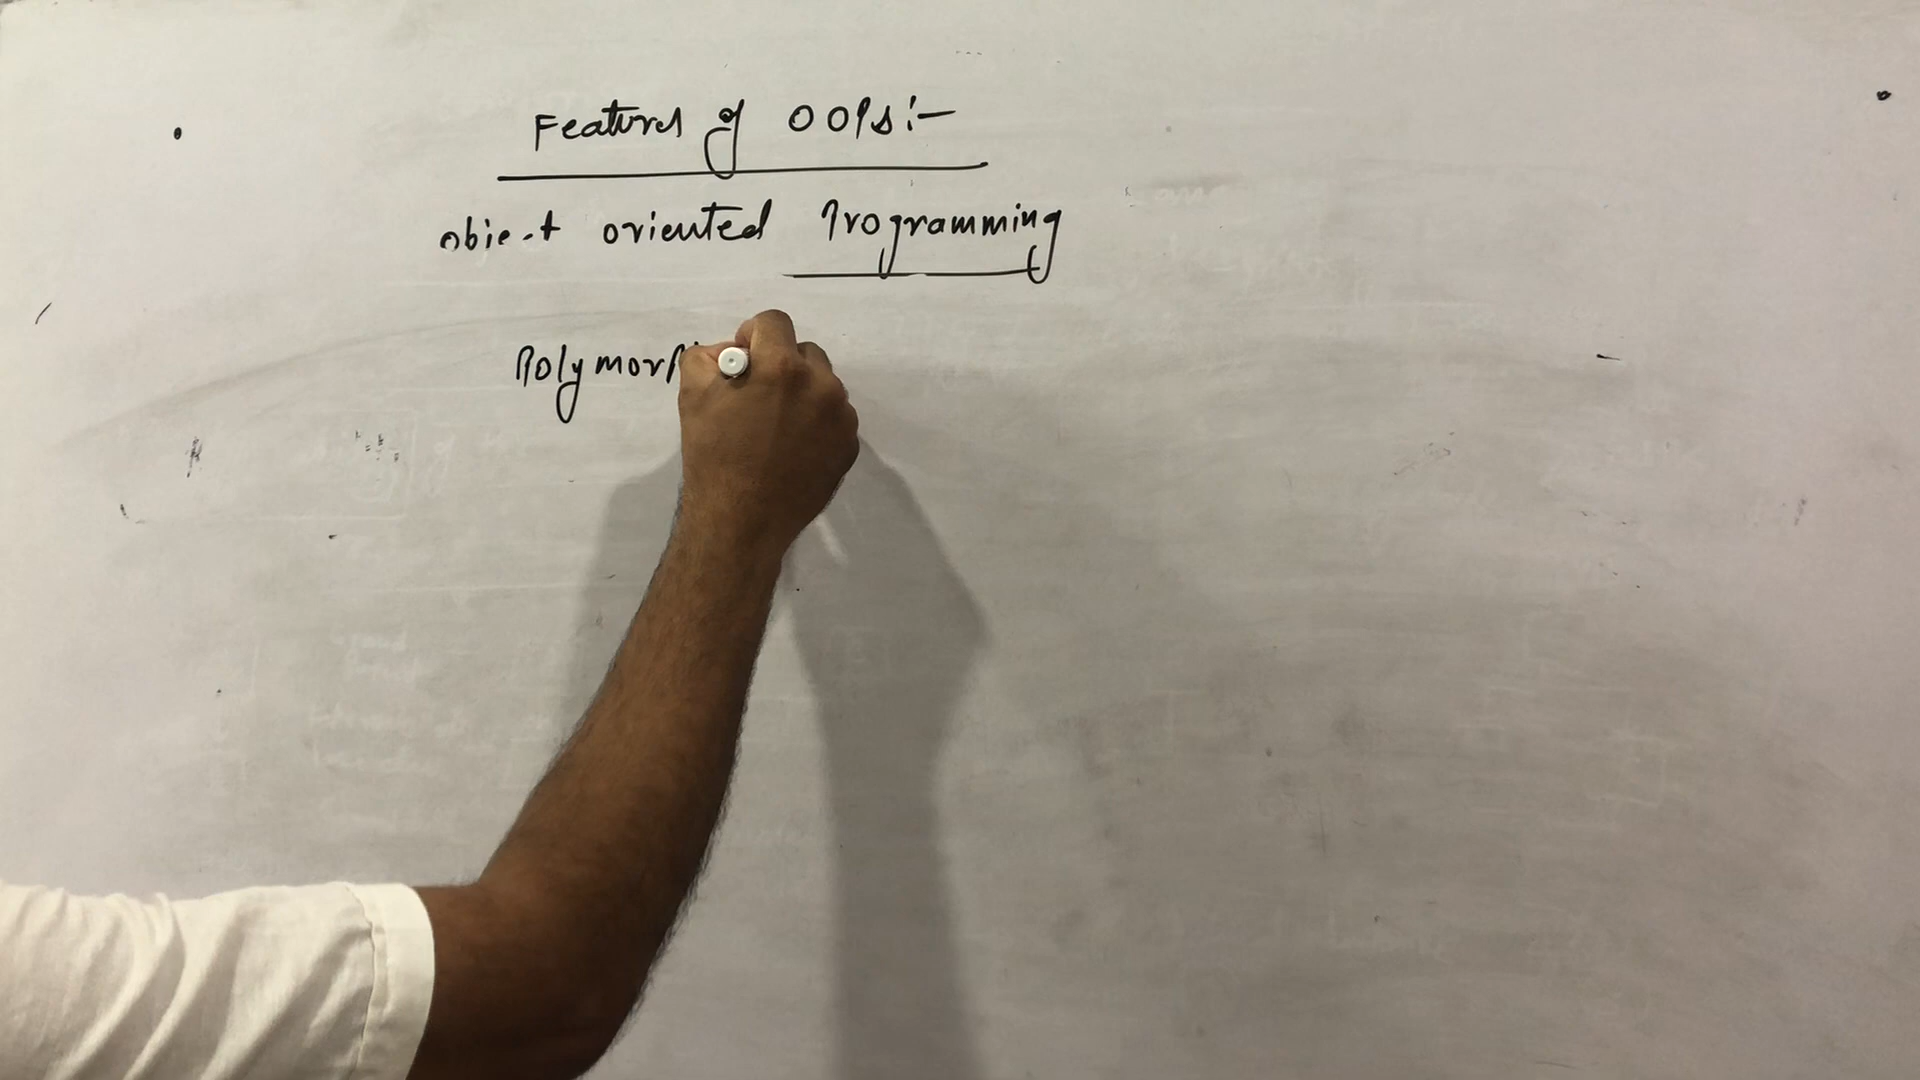 Features of OOPs:-
object oriented Programming
Polymorp